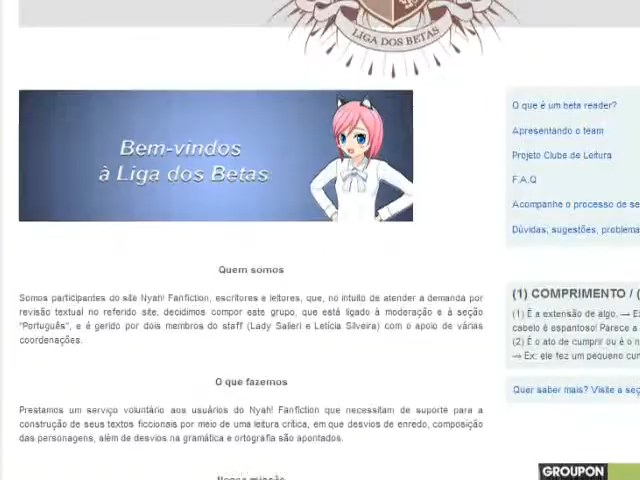 LIGA DOS BETAS
Bem-vindos
à Liga dos Betas
O que é um beta reader?
Apresentando o team
Projeto Clube de Leitura
F.A.Q
Acompanhe o processo de se
Dúvidas, sugestões, problema
Quem somos
Somos participantes do site Nyah! Fanfiction, escritores e leitores, que, no intuito de atender a demanda por
revisão textual no referido site, decidimos compor este grupo, que está ligado à moderação e à seção
"Português", e é gerido por dois membros do staff (Lady Salieri e Letícia Silveira) com o apoio de várias
coordenações.
(1) COMPRIMENTO / (
(1) É a extensão de algo. → E
cabelo é espantoso! Parece a
(2) É o ato de cumprir ou é o n
→ Ex: ele fez um pequeno cum
O que fazemos
Prestamos um serviço voluntário aos usuários do Nyah! Fanfiction que necessitam de suporte para a
construção de seus textos ficcionais por meio de uma leitura crítica, em que desvios de enredo, composição
das personagens, além de desvios na gramática e ortografia são apontados.
Quer saber mais? Visite a seç
Nossa missão
GROUPON